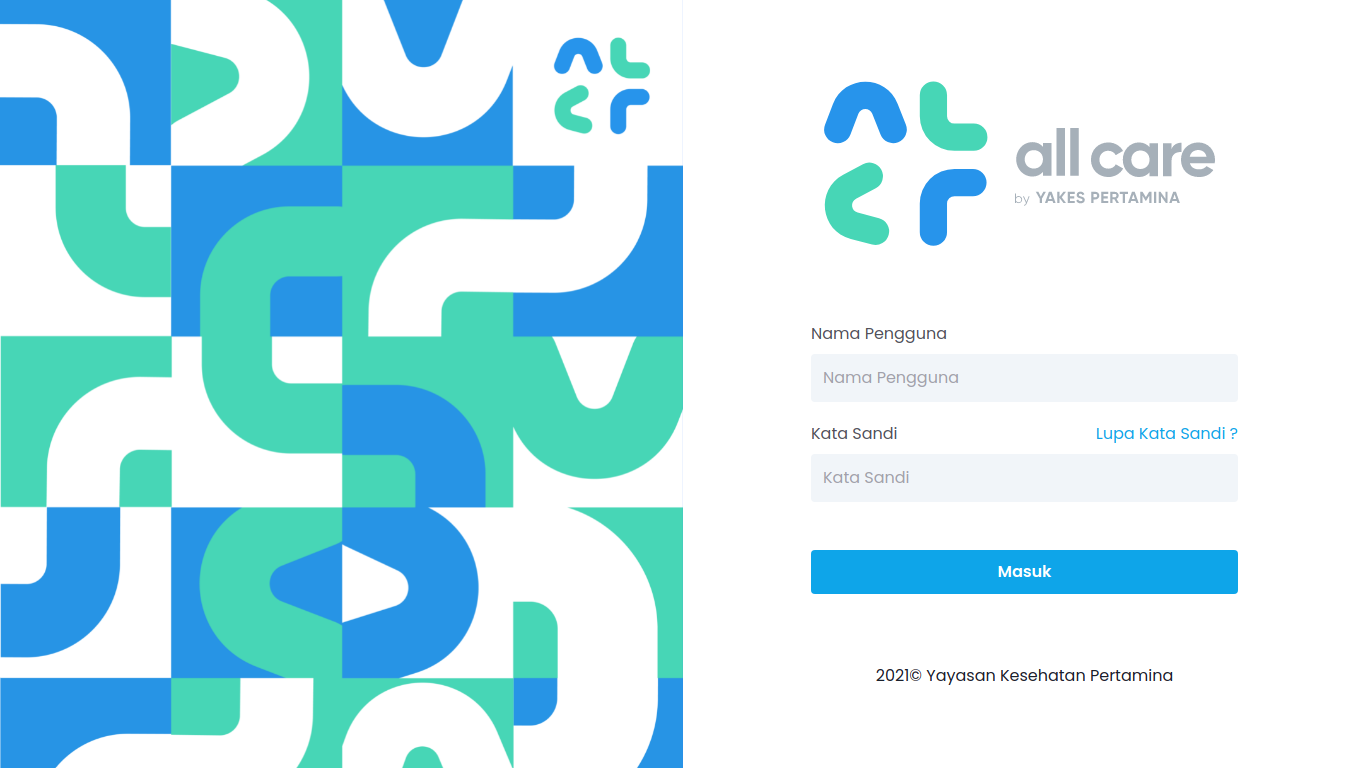 all care
by YAKES PERTAMINA
Nama Pengguna
Nama Pengguna
Kata Sandi Lupa Kata Sandi ?
Kata Sandi
Masuk
2021© Yayasan Kesehatan Pertamina